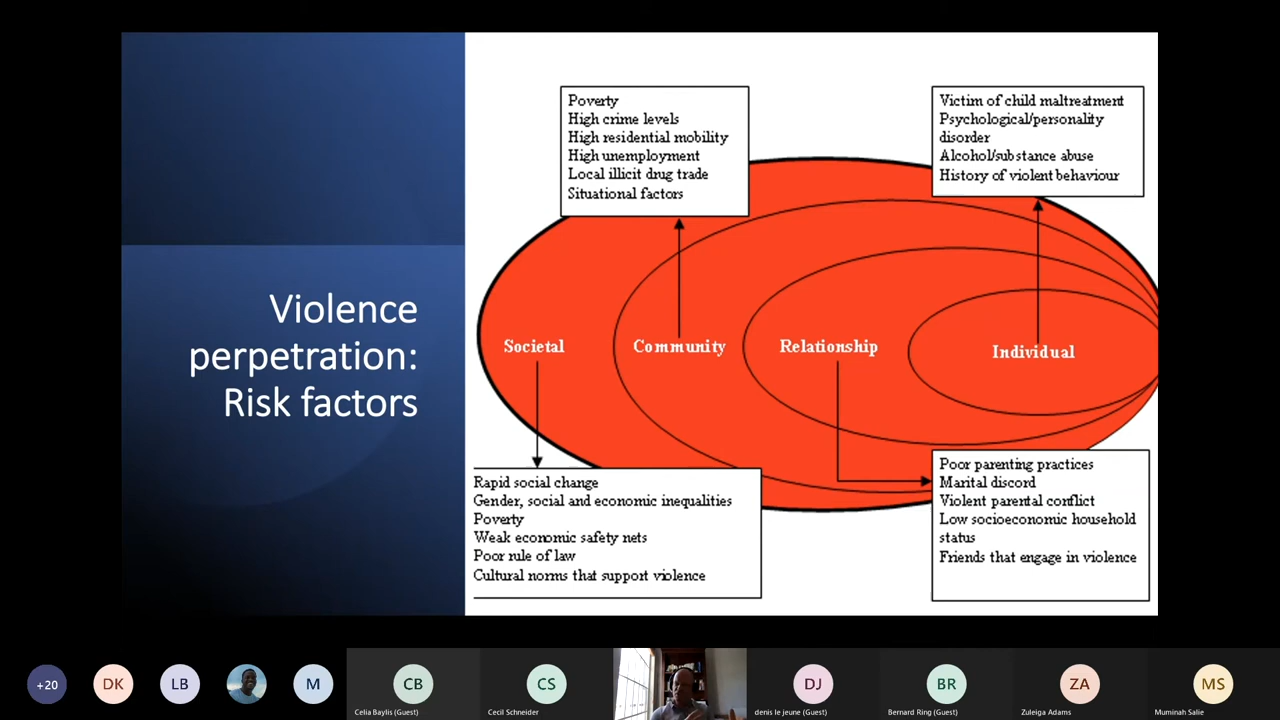 Violence
perpetration:
Risk factors
Poverty
High crime levels
High residential mobility
High unemployment
Local illicit drug trade
Situational factors
Victim of child maltreatment
Psychological/personality
disorder
Alcohol/substance abuse
History of violent behaviour
Societal
Community
Relationship
Individual
Rapid social change
Gender, social and economic inequalities
Poverty
Weak economic safety nets
Poor rule of law
Cultural norms that support violence
Poor parenting practices
Marital discord
Violent parental conflict
Low socioeconomic household
status
Friends that engage in violence
+20
DK
LB
M
CB
Celia Baylis (Guest)
CS
Cecil Schneider
DJ
denis le jeune (Guest)
BR
Bernard Ring (Guest)
ZA
Zuleiga Adams
MS
Muminah Salie